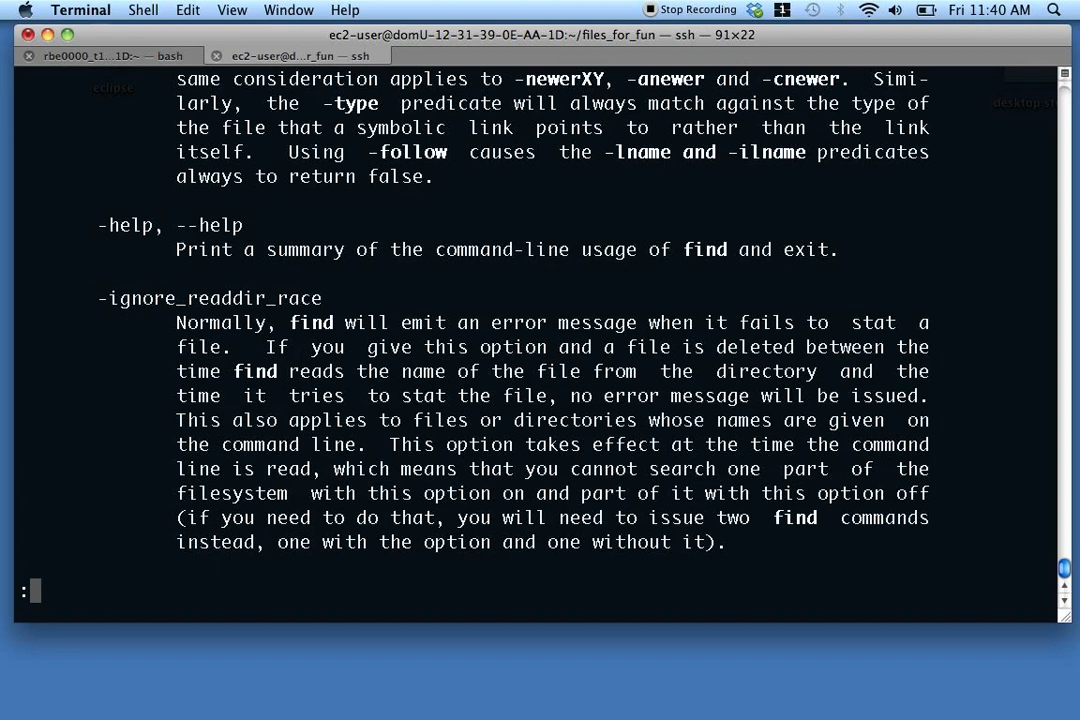 Terminal Shell Edit View Window Help Stop Recording 1 Fri 11:40 AM
ec2-user@domU-12-31-39-0E-AA-1D:~/files_for_fun — ssh — 91×22
rbe0000_t1...1D:~ — bash ec2-user@d...r_fun — ssh
same consideration applies to -newerXY, -anewer and -cnewer. Simi-
larly, the -type predicate will always match against the type of
the file that a symbolic link points to rather than the link
itself. Using -follow causes the -lname and -ilname predicates
always to return false.
-help, --help
Print a summary of the command-line usage of find and exit.
-ignore_readdir_race
Normally, find will emit an error message when it fails to stat a
file. If you give this option and a file is deleted between the
time find reads the name of the file from the directory and the
time it tries to stat the file, no error message will be issued.
This also applies to files or directories whose names are given on
the command line. This option takes effect at the time the command
line is read, which means that you cannot search one part of the
filesystem with this option on and part of it with this option off
(if you need to do that, you will need to issue two find commands
instead, one with the option and one without it).
:
eclipse
desktop